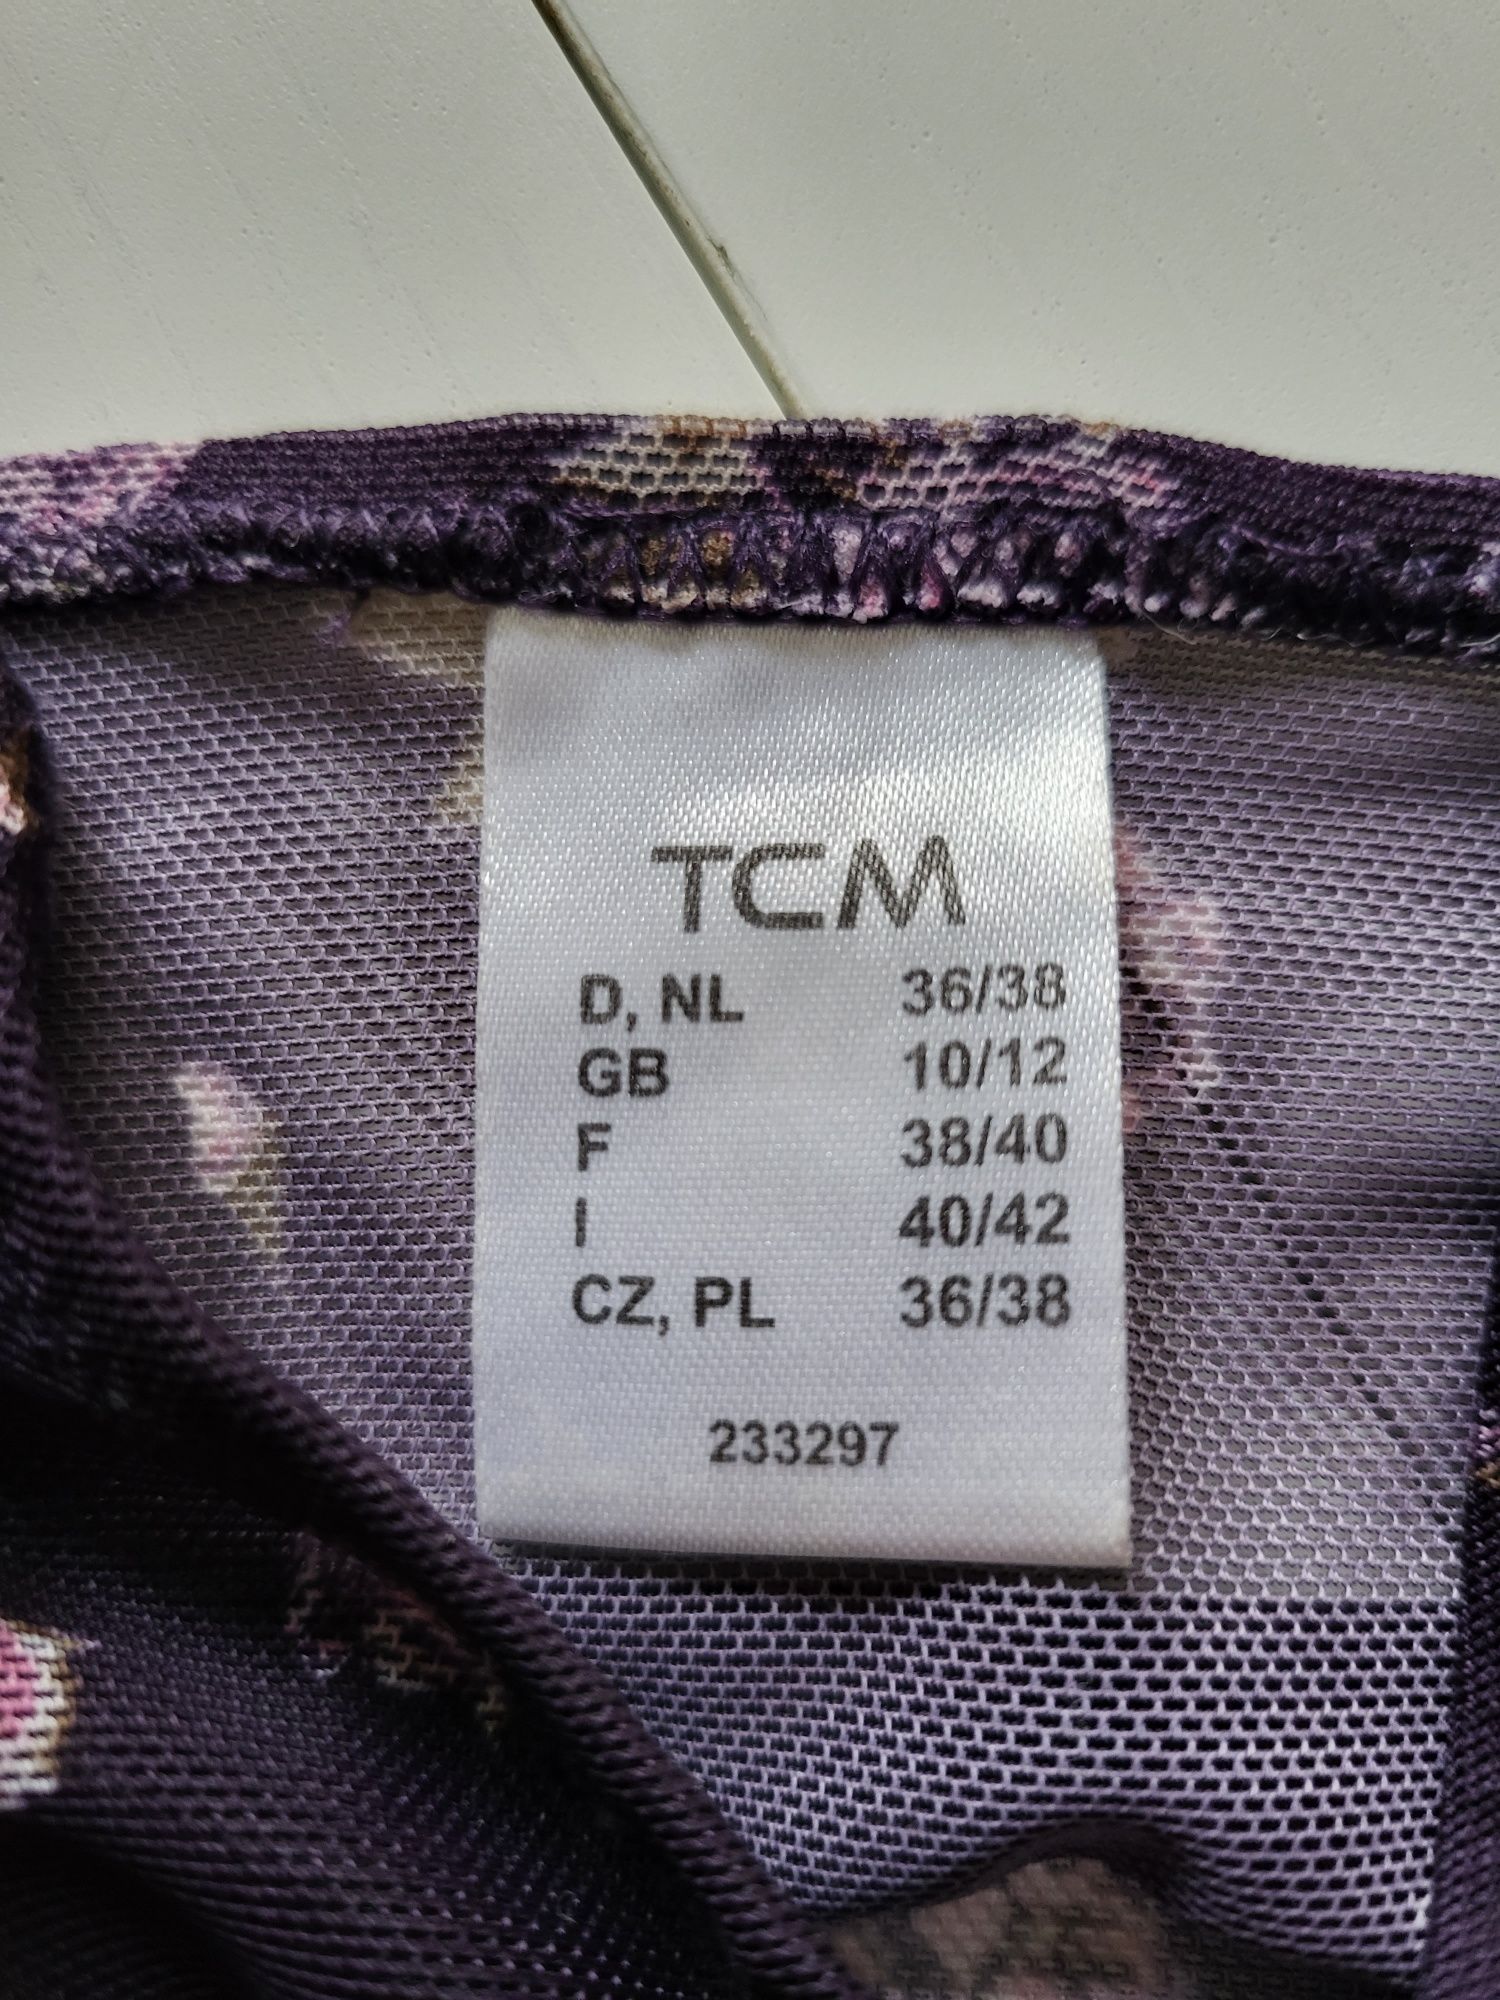 TCM
D, NL 36/38
GB 10/12
F 38/40
I 40/42
CZ, PL 36/38
233297